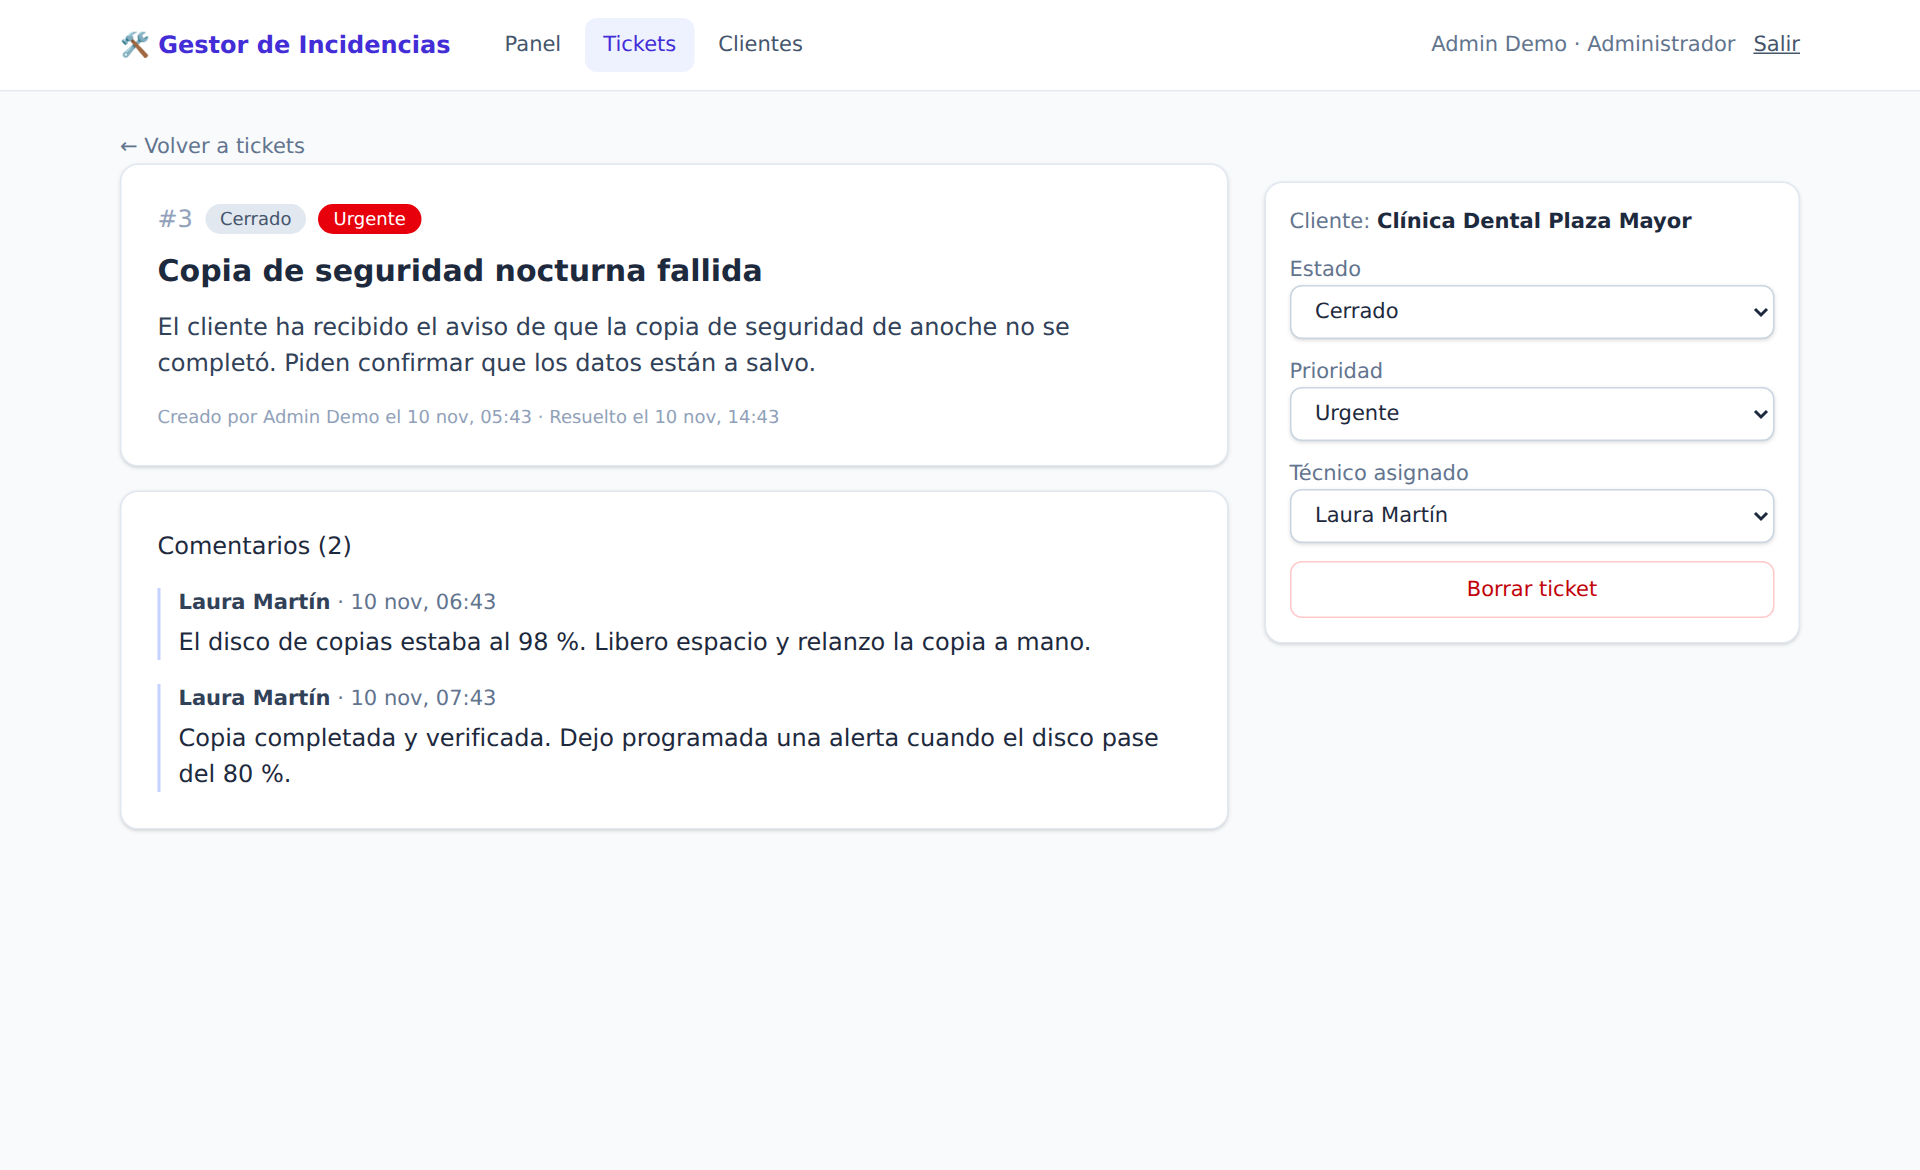 🛠️ Gestor de Incidencias
Panel
Tickets
Clientes
Admin Demo · Administrador
Salir
← Volver a tickets
#3
Cerrado
Urgente
Copia de seguridad nocturna fallida
El cliente ha recibido el aviso de que la copia de seguridad de anoche no se
completó. Piden confirmar que los datos están a salvo.
Creado por Admin Demo el 10 nov, 05:43 · Resuelto el 10 nov, 14:43
Comentarios (2)
Laura Martín · 10 nov, 06:43
El disco de copias estaba al 98 %. Libero espacio y relanzo la copia a mano.
Laura Martín · 10 nov, 07:43
Copia completada y verificada. Dejo programada una alerta cuando el disco pase
del 80 %.
Cliente: Clínica Dental Plaza Mayor
Estado
Cerrado
Prioridad
Urgente
Técnico asignado
Laura Martín
Borrar ticket